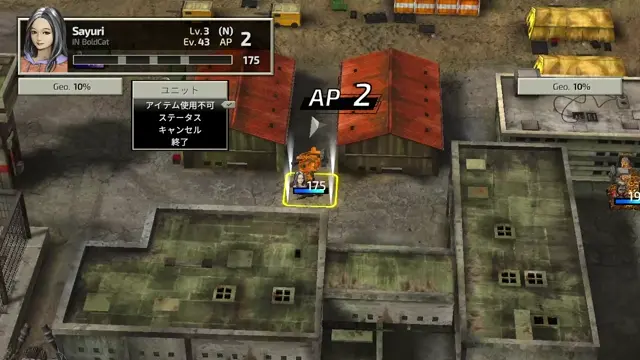 Sayuri Lv.3 (N)
IN BoldCat Ev.43 AP 2
175
Geo. 10%
ユニット
アイテム使用不可
ステータス
キャンセル
終了
AP 2
Geo. 10%
175